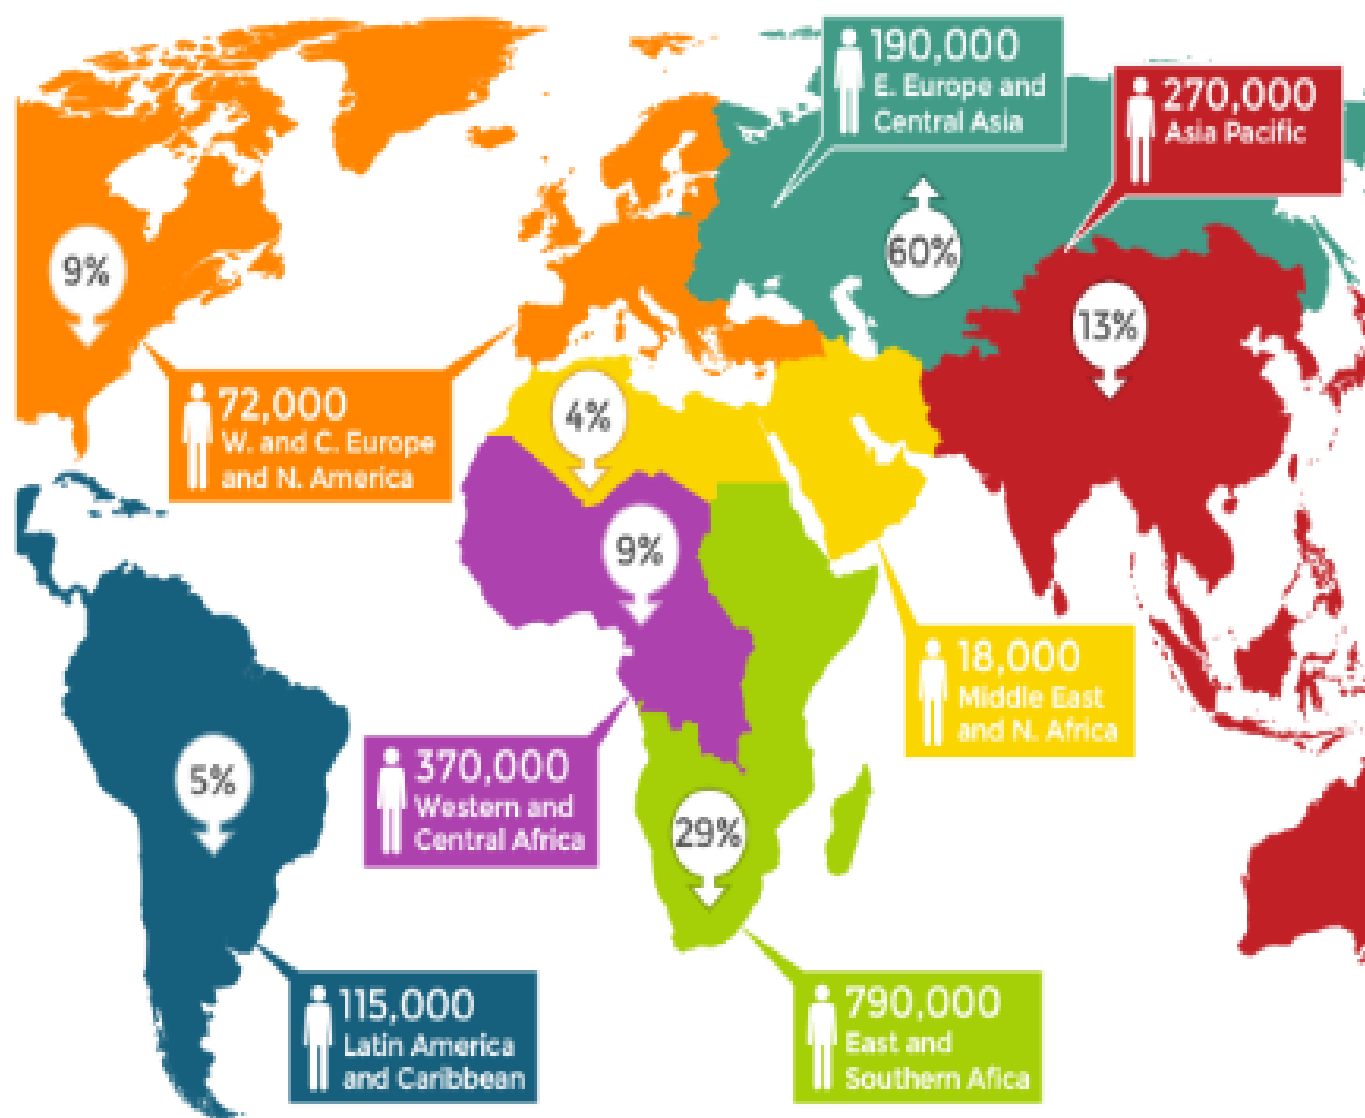 190,000
E. Europe and
Central Asia
270,000
Asia Pacific
9%
60%
13%
72,000
W. and C. Europe
and N. America
4%
9%
18,000
Middle East
and N. Africa
5%
370,000
Western and
Central Africa
29%
115,000
Latin America
and Caribbean
790,000
East and
Southern Afica